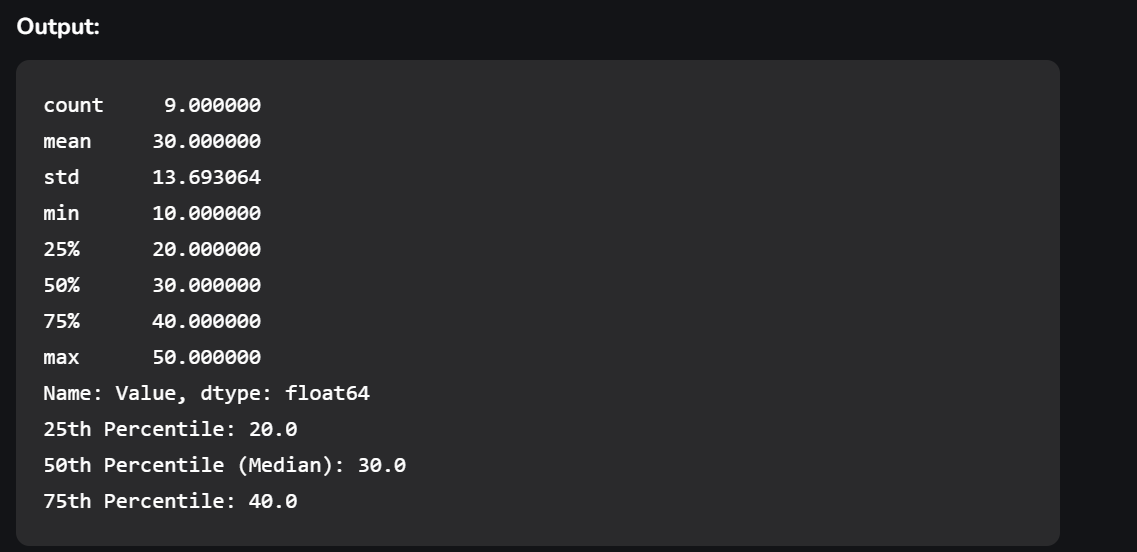 Output:
count     9.000000
mean     30.000000
std      13.693064
min      10.000000
25%      20.000000
50%      30.000000
75%      40.000000
max      50.000000
Name: Value, dtype: float64
25th Percentile: 20.0
50th Percentile (Median): 30.0
75th Percentile: 40.0